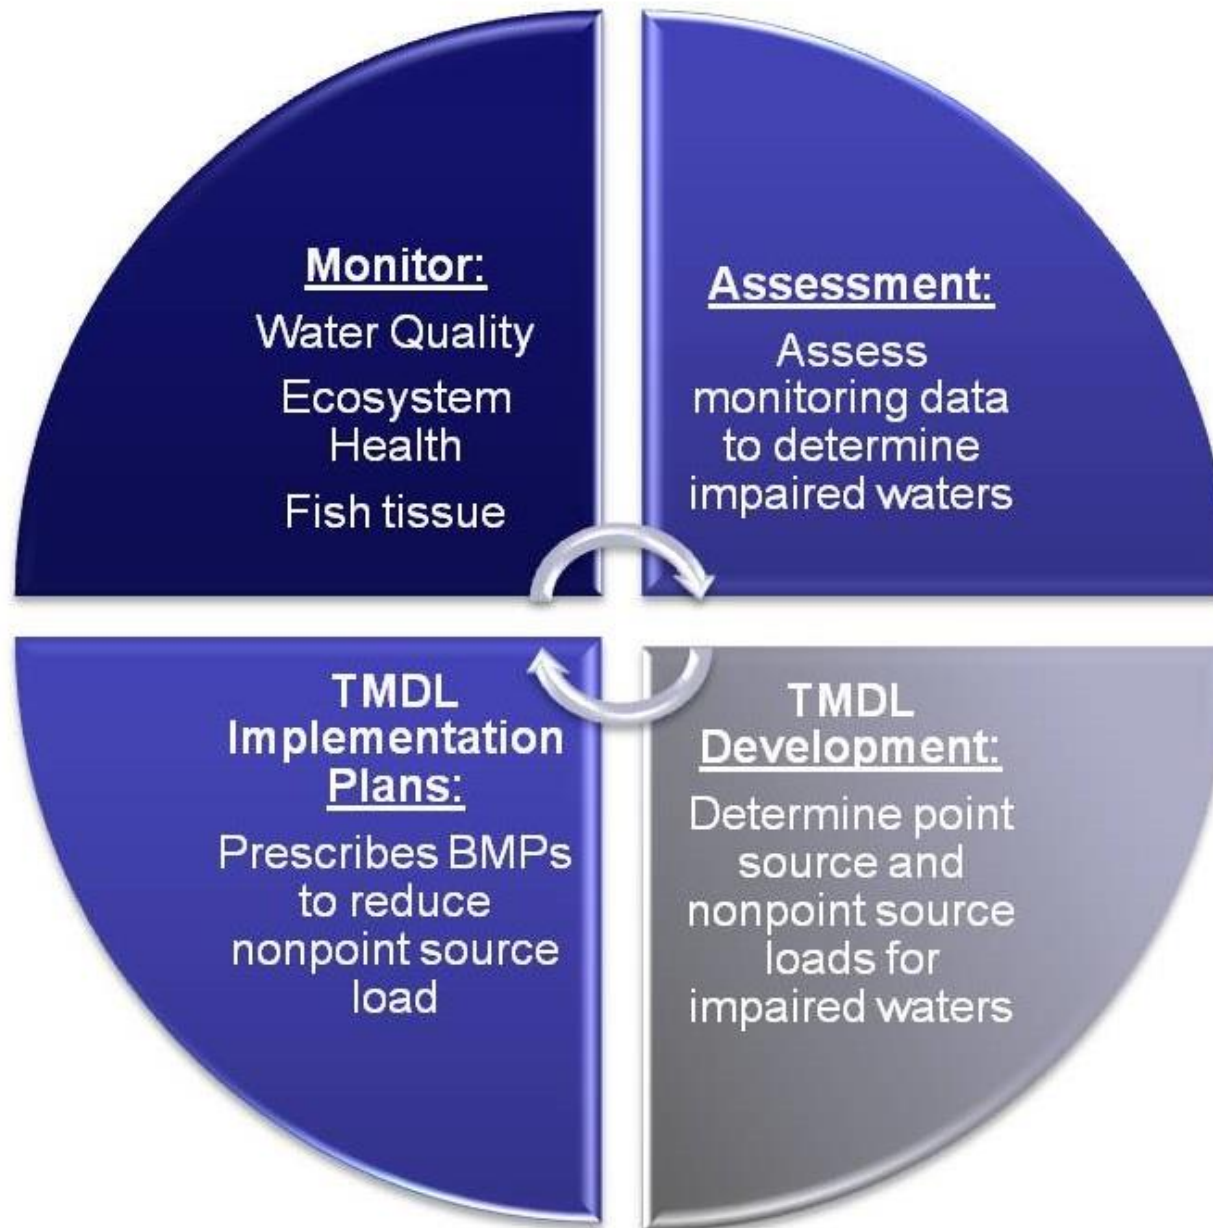 Monitor:
Water Quality
Ecosystem
Health
Fish tissue
Assessment:
Assess
monitoring data
to determine
impaired waters
TMDL
Development:
Determine point
source and
nonpoint source
loads for
impaired waters
TMDL
Implementation
Plans:
Prescribes BMPs
to reduce
nonpoint source
load